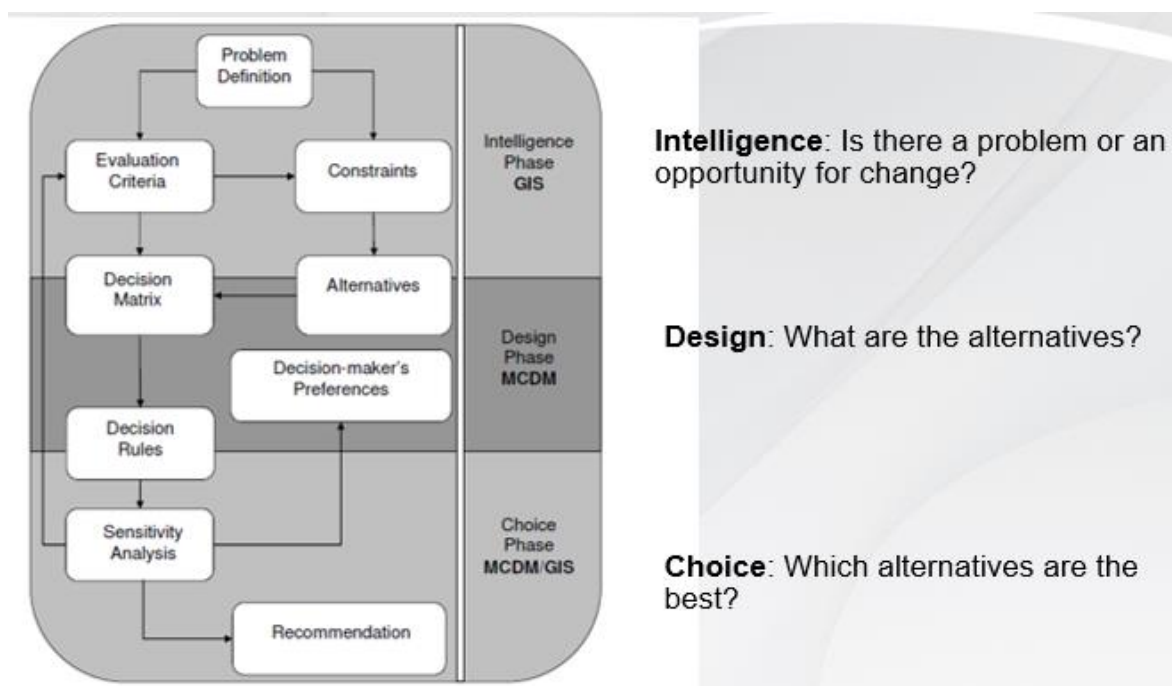 Problem
Definition
Evaluation
Criteria
Constraints
Decision
Matrix
Alternatives
Decision-maker's
Preferences
Decision
Rules
Sensitivity
Analysis
Recommendation
Intelligence
Phase
GIS
Design
Phase
MCDM
Choice
Phase
MCDM/GIS
Intelligence: Is there a problem or an
opportunity for change?
Design: What are the alternatives?
Choice: Which alternatives are the
best?